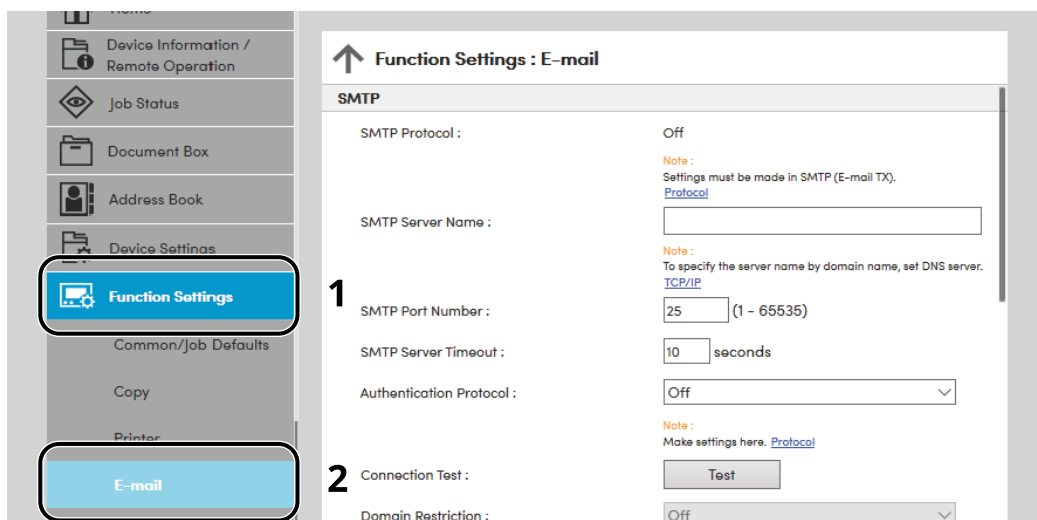 Home
Device Information /
Remote Operation
Job Status
Document Box
Address Book
Device Settings
Function Settings
Common/Job Defaults
Copy
Printer
E-mail
1
2
Function Settings : E-mail
SMTP
SMTP Protocol :
Off
Note :
Settings must be made in SMTP (E-mail TX).
Protocol
SMTP Server Name :
Note :
To specify the server name by domain name, set DNS server.
TCP/IP
SMTP Port Number :
25 (1 - 65535)
SMTP Server Timeout :
10 seconds
Authentication Protocol :
Off
Note :
Make settings here. Protocol
Connection Test :
Test
Domain Restriction :
Off